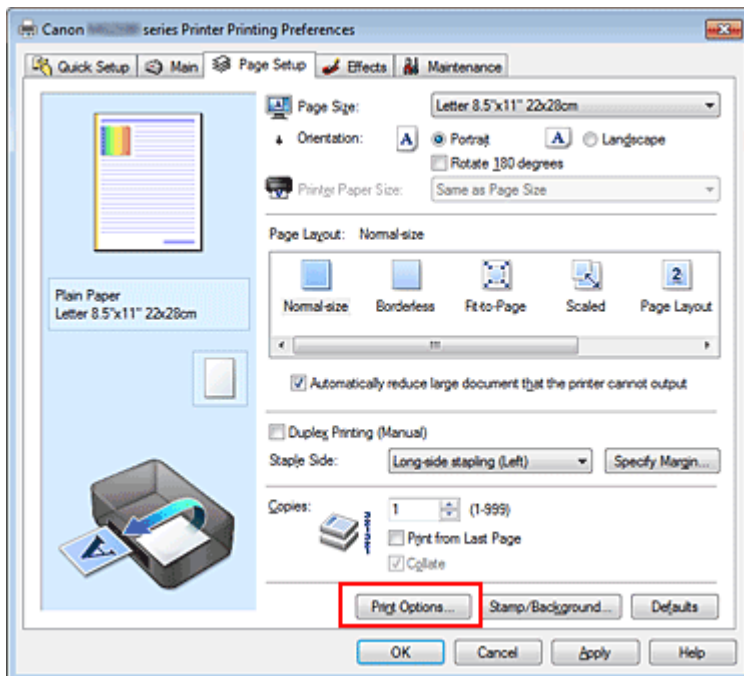 Canon series Printer Printing Preferences
Quick Setup Main Page Setup Effects Maintenance
Page Size: Letter 8.5"x11" 22x28cm
Orientation: A Portrait A Landscape
Rotate 180 degrees
Printer Paper Size: Same as Page Size
Page Layout: Normal-size
2
Normal-size Borderless Fit-to-Page Scaled Page Layout
Plain Paper
Letter 8.5"x11" 22x28cm
Automatically reduce large document that the printer cannot output
Duplex Printing (Manual)
Staple Side: Long-side stapling (Left) Specify Margin...
Copies: 1 (1-999)
Print from Last Page
Collate
A
Print Options... Stamp/Background... Defaults
OK Cancel Apply Help